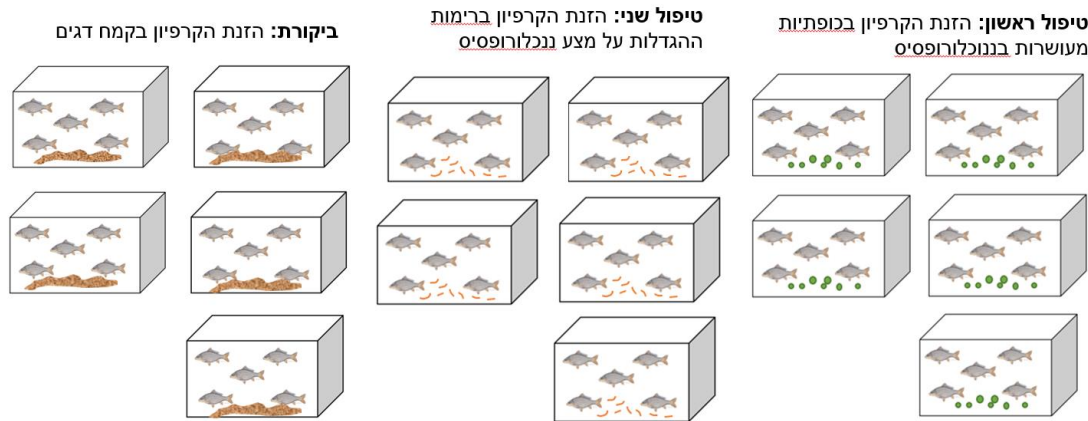 טיפול ראשון: הזנת הקרפיון בכופתיות
מעושרות בננוכלורופסיס
טיפול שני: הזנת הקרפיון ברימות
ההגדלות על מצע ננכלורופסיס
ביקורת: הזנת הקרפיון בקמח דגים